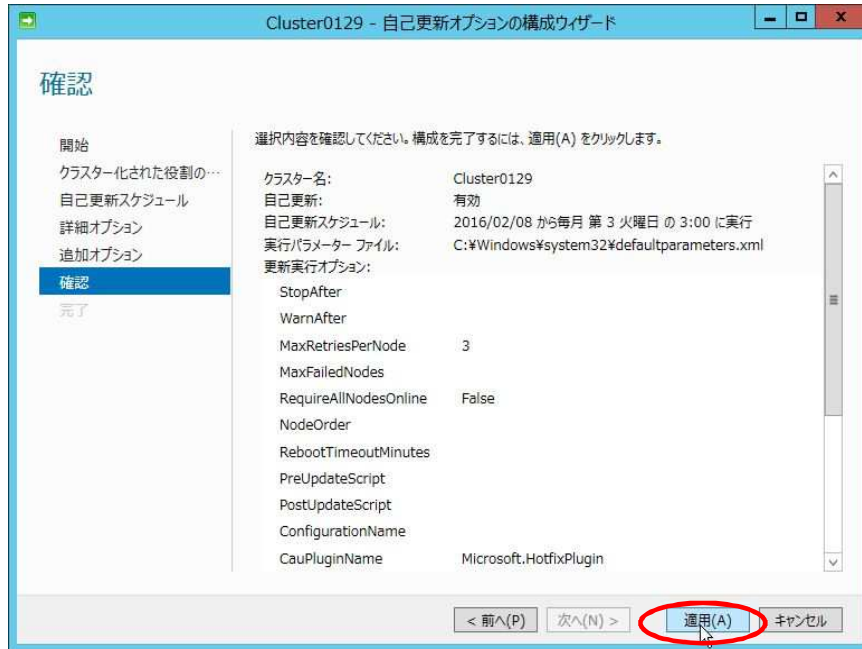 Cluster0129 - 自己更新オプションの構成ウィザード
確認
開始
クラスター化された役割の…
自己更新スケジュール
詳細オプション
追加オプション
確認
完了
選択内容を確認してください。構成を完了するには、適用(A) をクリックします。
クラスター名: Cluster0129
自己更新: 有効
自己更新スケジュール: 2016/02/08 から毎月 第 3 火曜日 の 3:00 に実行
実行パラメーター ファイル: C:¥Windows¥system32¥defaultparameters.xml
更新実行オプション:
StopAfter
WarnAfter
MaxRetriesPerNode 3
MaxFailedNodes
RequireAllNodesOnline False
NodeOrder
RebootTimeoutMinutes
PreUpdateScript
PostUpdateScript
ConfigurationName
CauPluginName Microsoft.HotfixPlugin
< 前へ(P) 次へ(N) > 適用(A) キャンセル